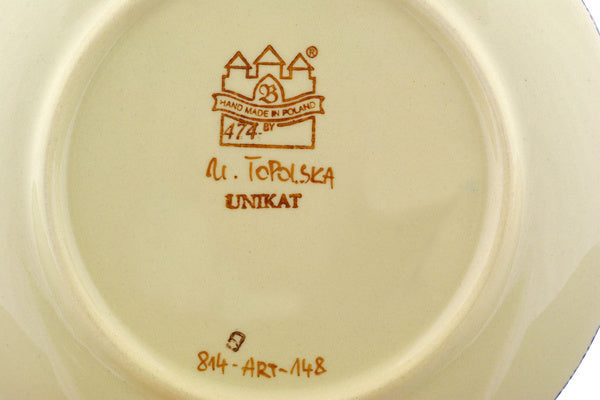 ®
B
HAND MADE IN POLAND
474 BY
M. TOPOLSKA
UNIKAT
814-ART-148